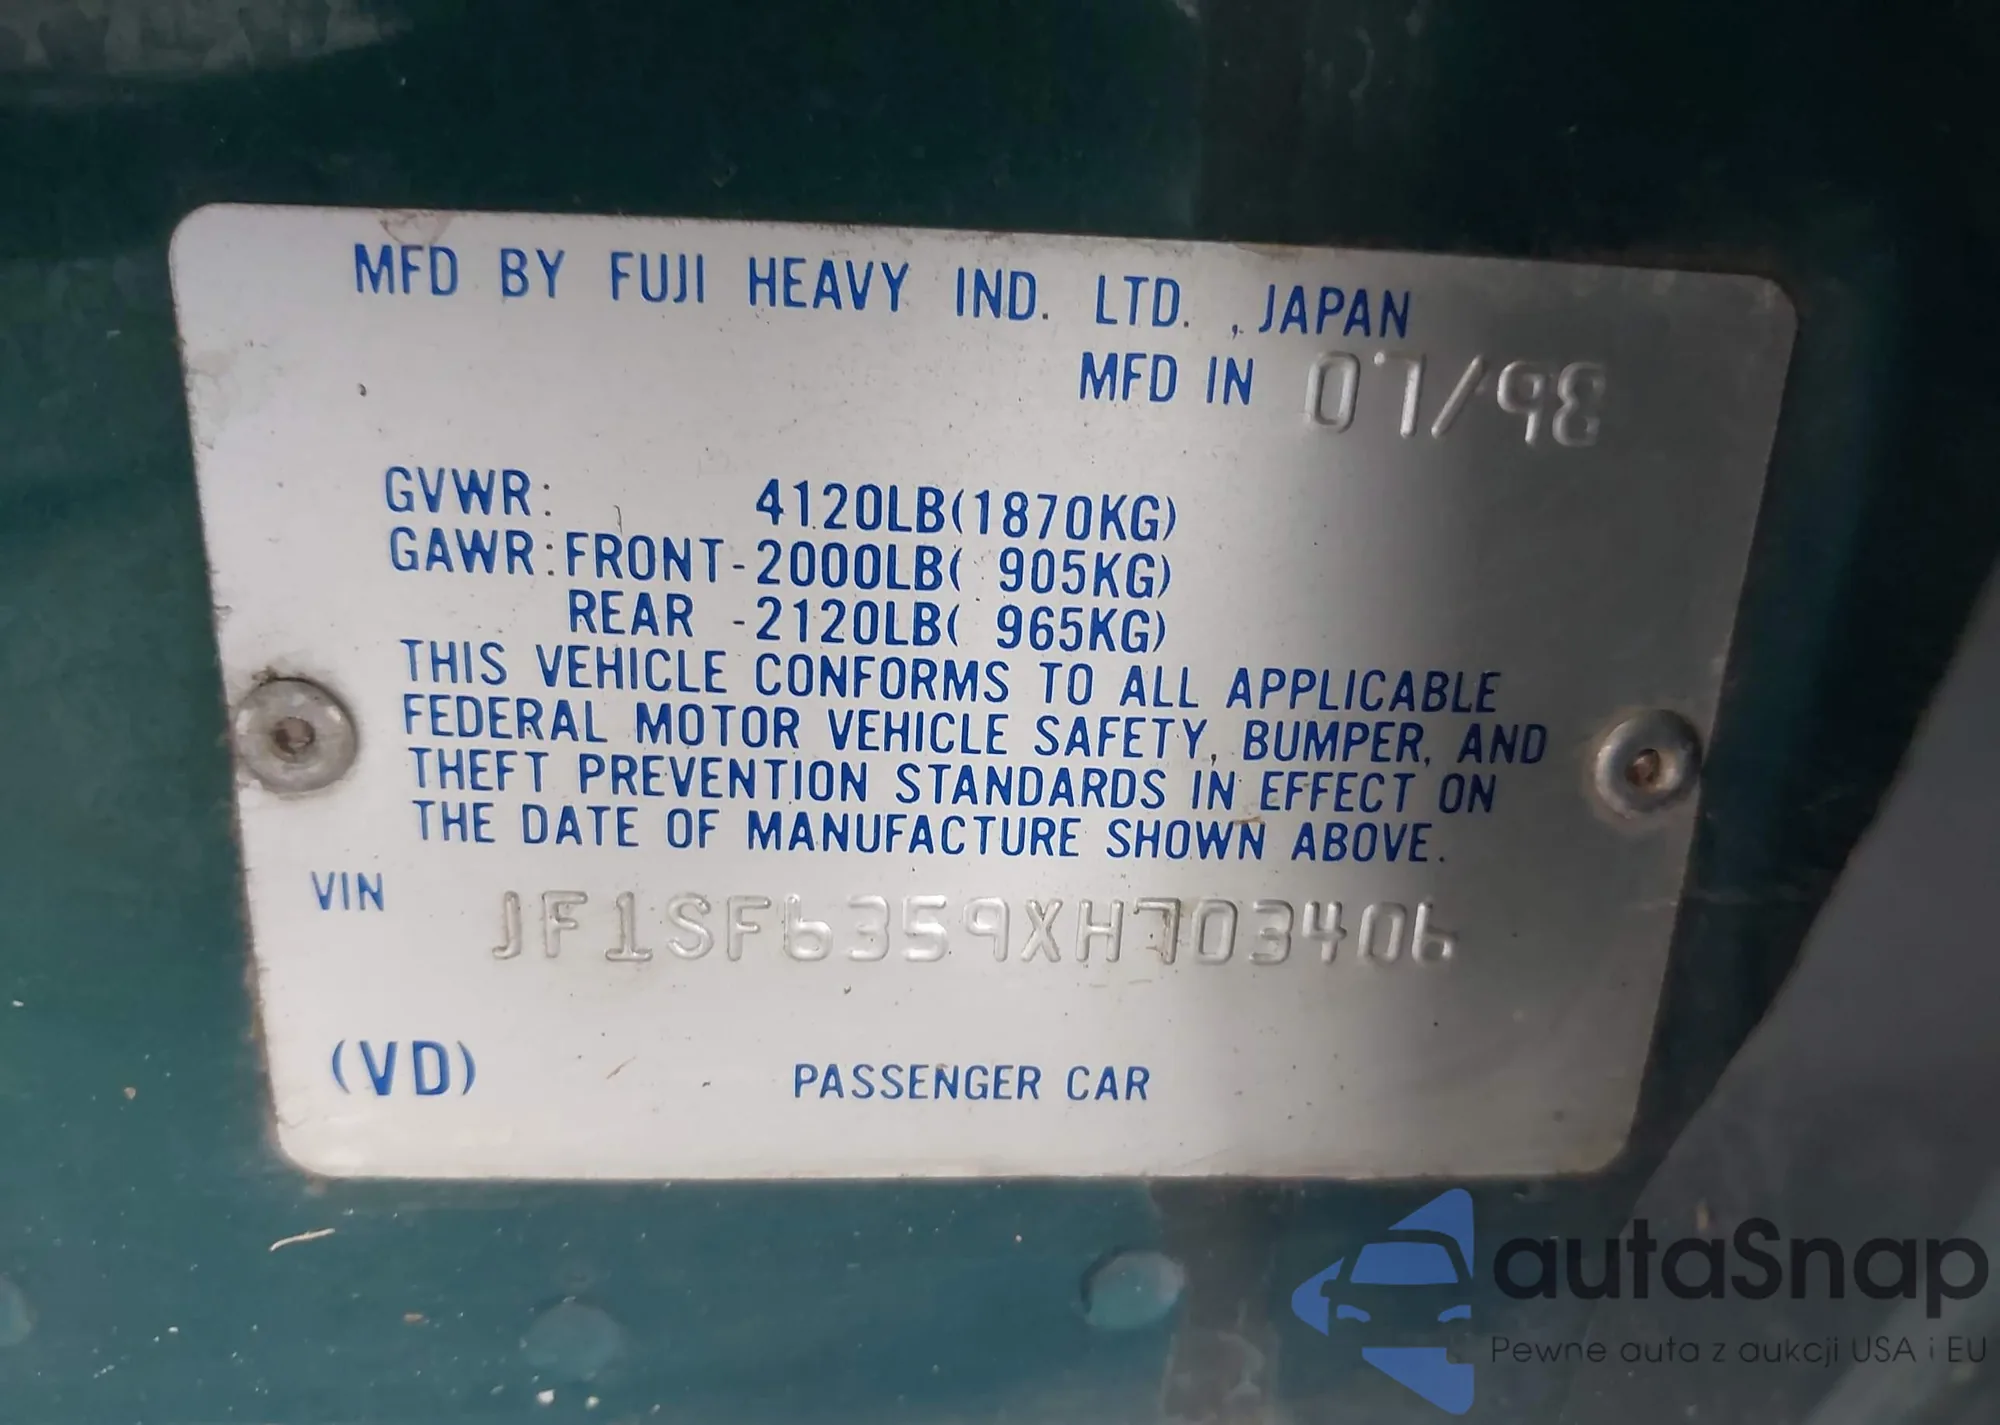 MFD BY FUJI HEAVY IND. LTD., JAPAN
MFD IN 07/98
GVWR: 4120LB(1870KG)
GAWR:FRONT-2000LB( 905KG)
REAR -2120LB( 965KG)
THIS VEHICLE CONFORMS TO ALL APPLICABLE
FEDERAL MOTOR VEHICLE SAFETY, BUMPER, AND
THEFT PREVENTION STANDARDS IN EFFECT ON
THE DATE OF MANUFACTURE SHOWN ABOVE.
VIN JF1SF6359XH703406
(VD) PASSENGER CAR
autaSnap
Pewne auta z aukcji USA i EU